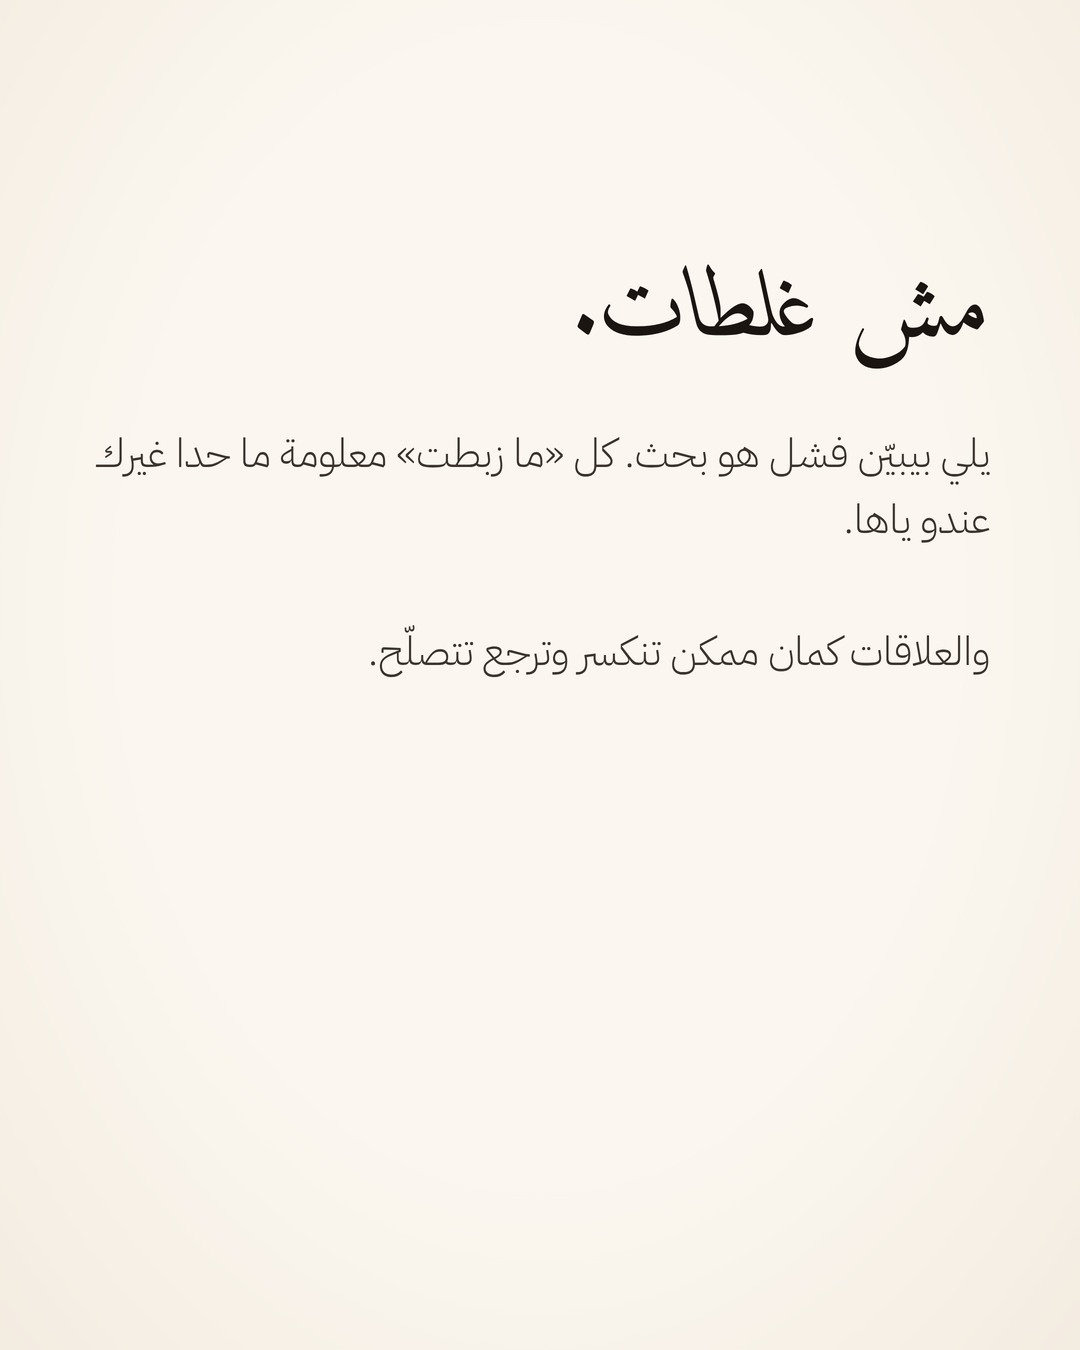 مش غلطات.
يلي بيبيّن فشل هو بحث. كل «ما زبطت» معلومة ما حدا غيرك
عندو ياها.
والعلاقات كمان ممكن تنكسر وترجع تتصلّح.